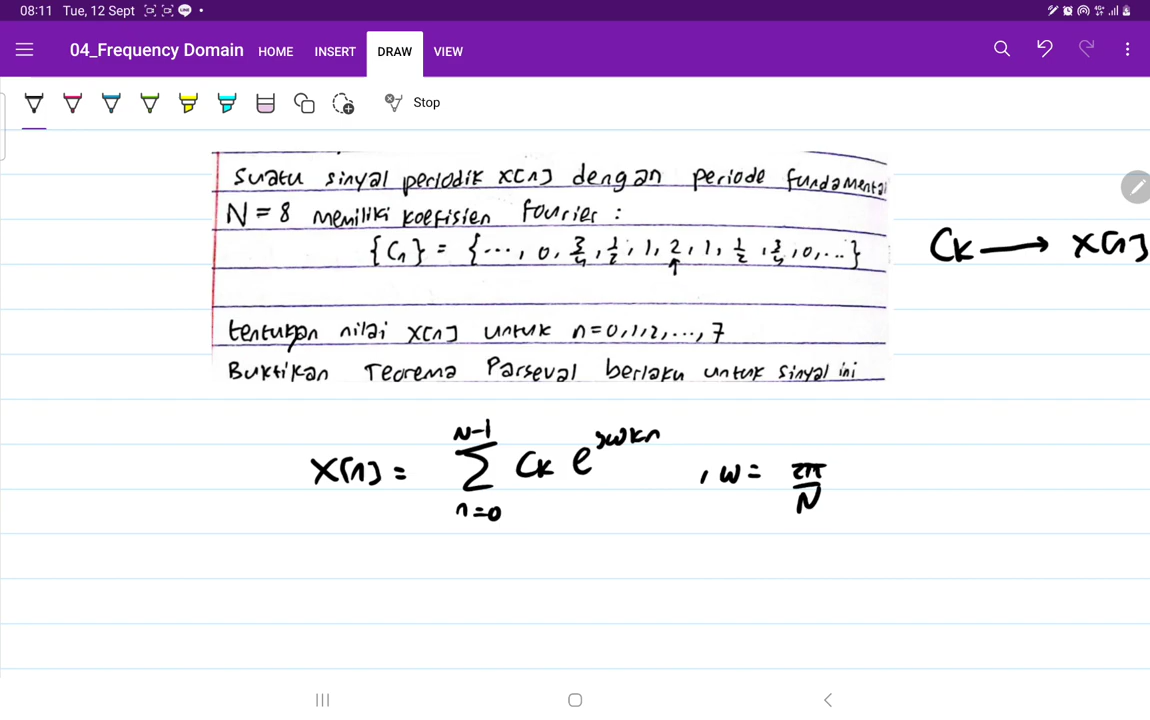 08:11 Tue, 12 Sept
04_Frequency Domain HOME INSERT DRAW VIEW
Stop
Suatu sinyal periodik x[n] dengan periode fundamental
N = 8 memiliki koefisien fourier :
{Cn} = {..., 0, 3/4, 1/2, 1, 2, 1, 1/2, 3/4, 0, ...}
↑
Ck → x[n]
tentukan nilai x[n] untuk n=0,1,2,...,7
Buktikan Teorema Parseval berlaku untuk sinyal ini
N-1
x[n] = Σ Ck e^jωkn , ω = 2π/N
n=0